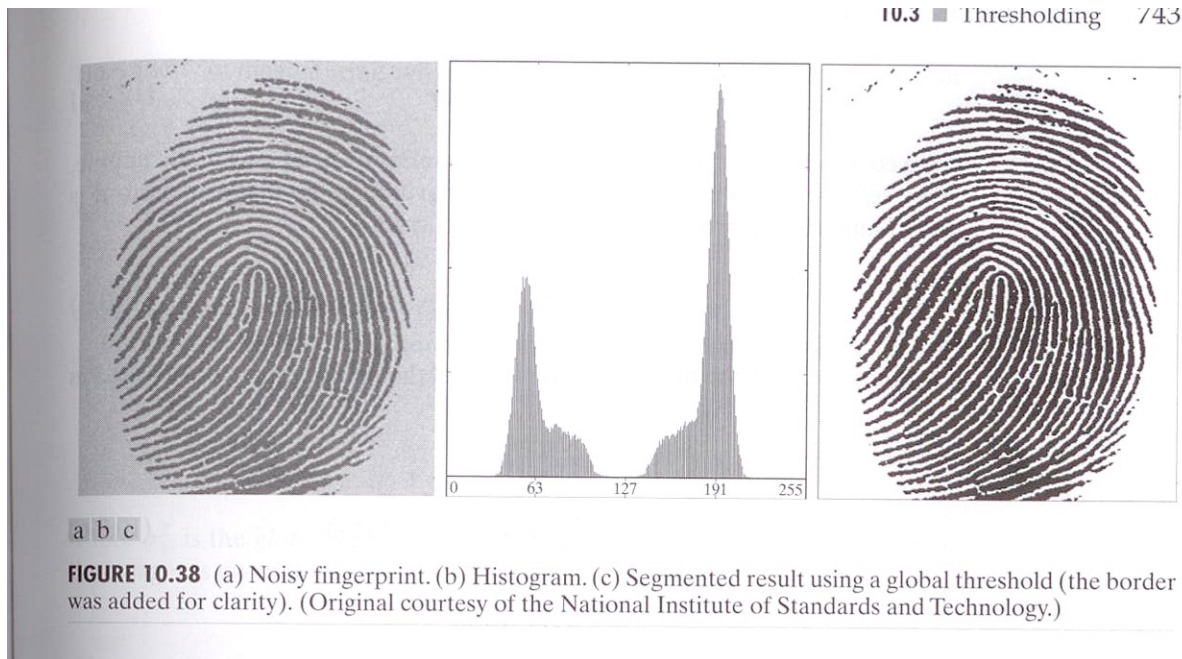 10.3 ■ Thresholding 743
0 63 127 191 255
a b c
FIGURE 10.38 (a) Noisy fingerprint. (b) Histogram. (c) Segmented result using a global threshold (the border
was added for clarity). (Original courtesy of the National Institute of Standards and Technology.)